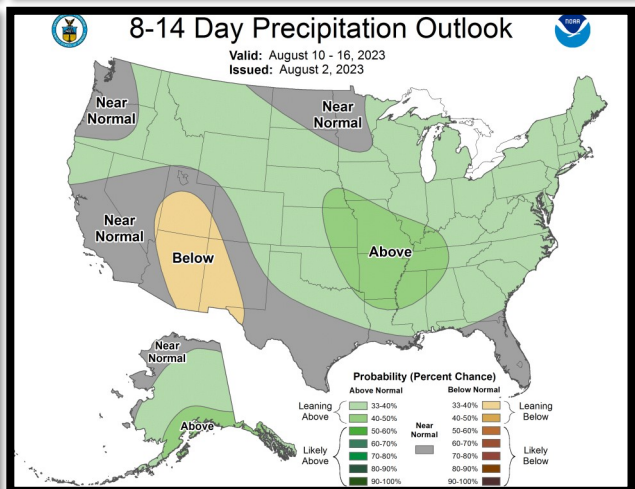 8-14 Day Precipitation Outlook
NOAA
Valid: August 10 - 16, 2023
Issued: August 2, 2023
Near
Normal
Near
Normal
Near
Normal
Below
Above
Near
Normal
Above
Probability (Percent Chance)
Above Normal
Below Normal
Leaning
Above
33-40%
40-50%
Likely
Above
50-60%
60-70%
70-80%
80-90%
90-100%
Near
Normal
33-40%
40-50%
Leaning
Below
50-60%
60-70%
70-80%
80-90%
90-100%
Likely
Below